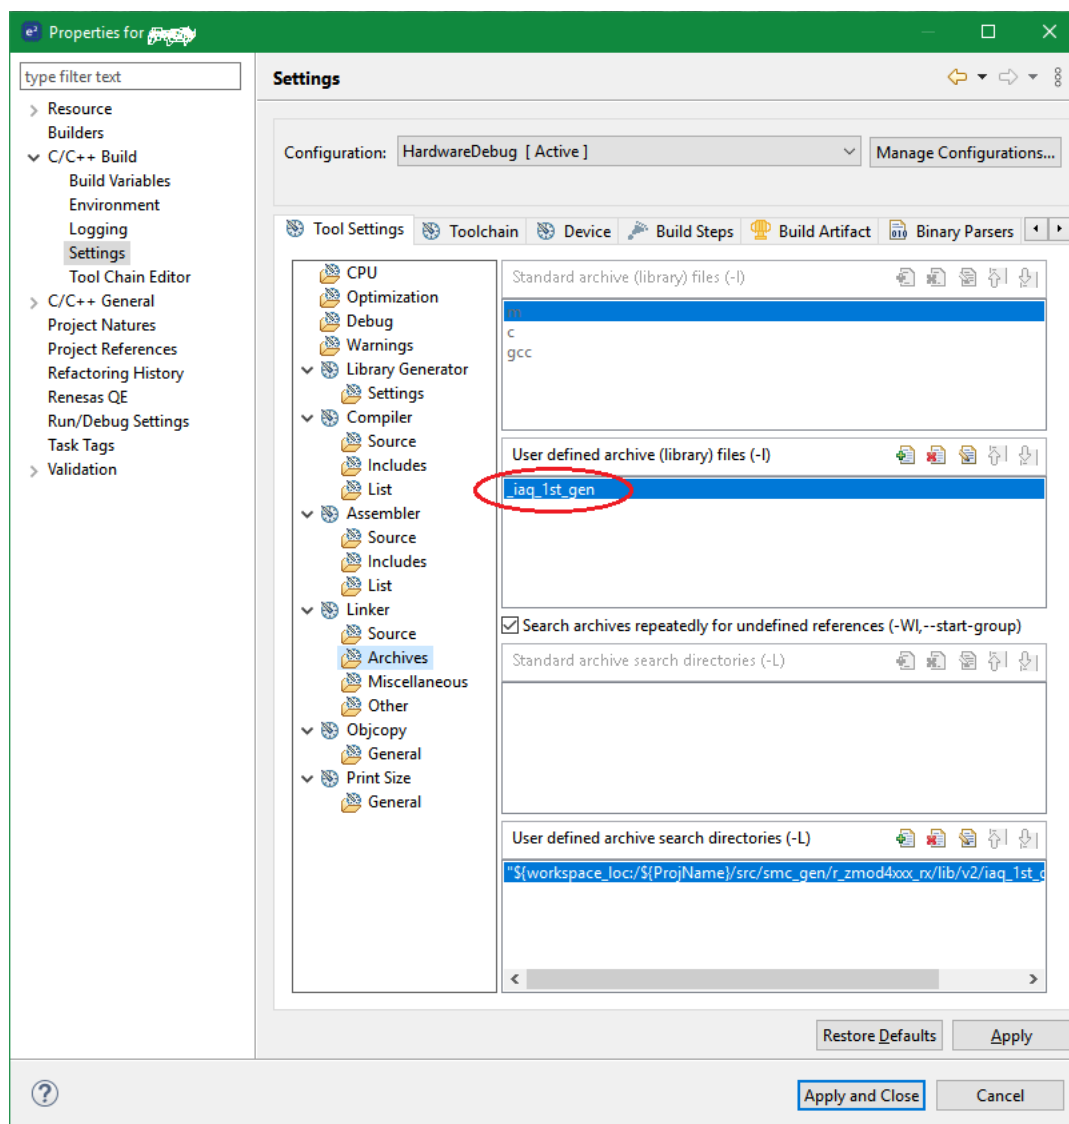 e² Properties for
type filter text
Resource
Builders
C/C++ Build
Build Variables
Environment
Logging
Settings
Tool Chain Editor
C/C++ General
Project Natures
Project References
Refactoring History
Renesas QE
Run/Debug Settings
Task Tags
Validation
Settings
Configuration: HardwareDebug [ Active ] Manage Configurations...
Tool Settings Toolchain Device Build Steps Build Artifact Binary Parsers
CPU
Optimization
Debug
Warnings
Library Generator
Settings
Compiler
Source
Includes
List
Assembler
Source
Includes
List
Linker
Source
Archives
Miscellaneous
Other
Objcopy
General
Print Size
General
Standard archive (library) files (-l)
m
c
gcc
User defined archive (library) files (-l)
_iaq_1st_gen
Search archives repeatedly for undefined references (-Wl,--start-group)
Standard archive search directories (-L)
User defined archive search directories (-L)
"${workspace_loc:/${ProjName}/src/smc_gen/r_zmod4xxx_rx/lib/v2/iaq_1st_g
Restore Defaults Apply
Apply and Close Cancel